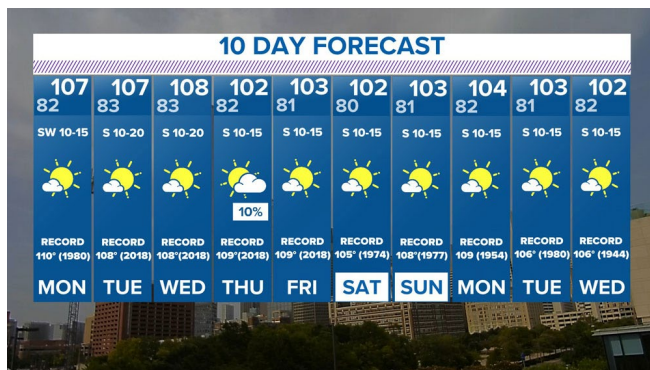 10 DAY FORECAST
107 107 108 102 103 102 103 104 103 102
82 83 83 82 81 80 81 82 81 82
SW 10-15 S 10-20 S 10-20 S 10-15 S 10-15 S 10-15 S 10-15 S 10-15 S 10-15 S 10-15
10%
RECORD RECORD RECORD RECORD RECORD RECORD RECORD RECORD RECORD RECORD
110° (1980) 108° (2018) 108°(2018) 109°(2018) 109° (2018) 105° (1974) 108°(1977) 109 (1954) 106° (1980) 106° (1944)
MON TUE WED THU FRI SAT SUN MON TUE WED